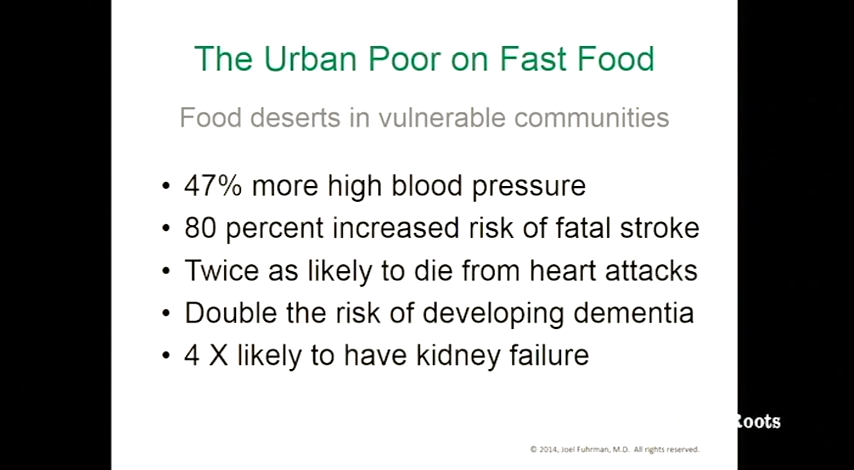 The Urban Poor on Fast Food
Food deserts in vulnerable communities
• 47% more high blood pressure
• 80 percent increased risk of fatal stroke
• Twice as likely to die from heart attacks
• Double the risk of developing dementia
• 4 X likely to have kidney failure
Roots
© 2014, Joel Fuhrman, M.D. All rights reserved.